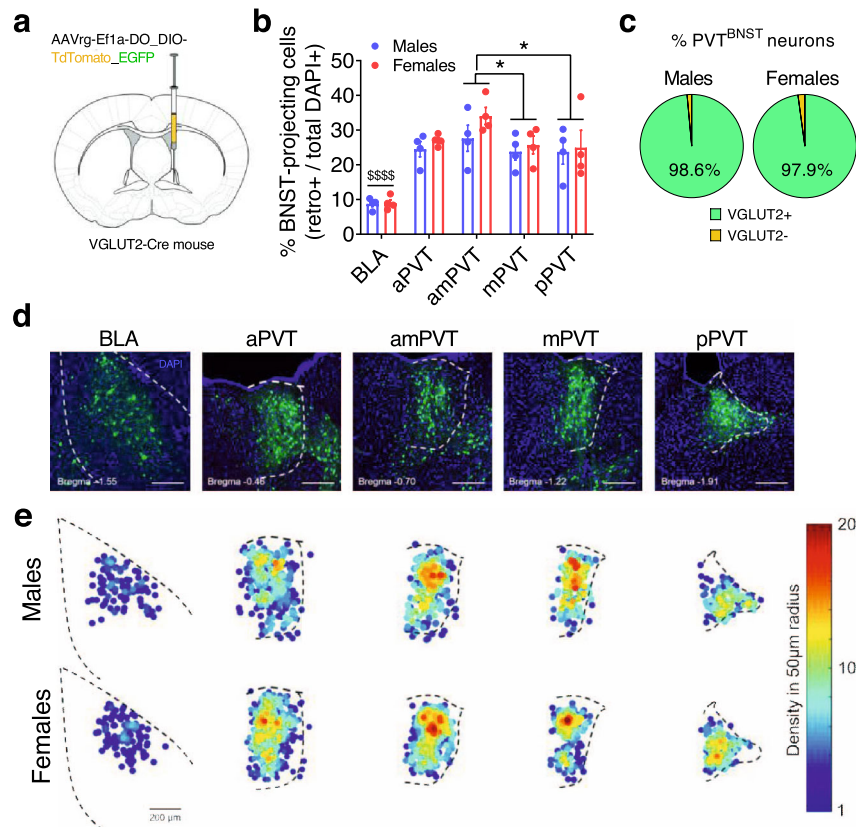 a
AAVrg-Ef1a-DO_DIO-
TdTomato_EGFP
VGLUT2-Cre mouse
b
% BNST-projecting cells
(retro+ / total DAPI+)
Males
Females
*
*
$$$$
50
40
30
20
10
0
BLA
aPVT
amPVT
mPVT
pPVT
c
% PVTᴮᴺˢᵀ neurons
Males
Females
98.6%
97.9%
VGLUT2+
VGLUT2-
d
BLA
aPVT
amPVT
mPVT
pPVT
DAPI
Bregma -1.55
Bregma -0.46
Bregma -0.70
Bregma -1.22
Bregma -1.91
e
Males
Females
200 µm
20
10
1
Density in 50µm radius